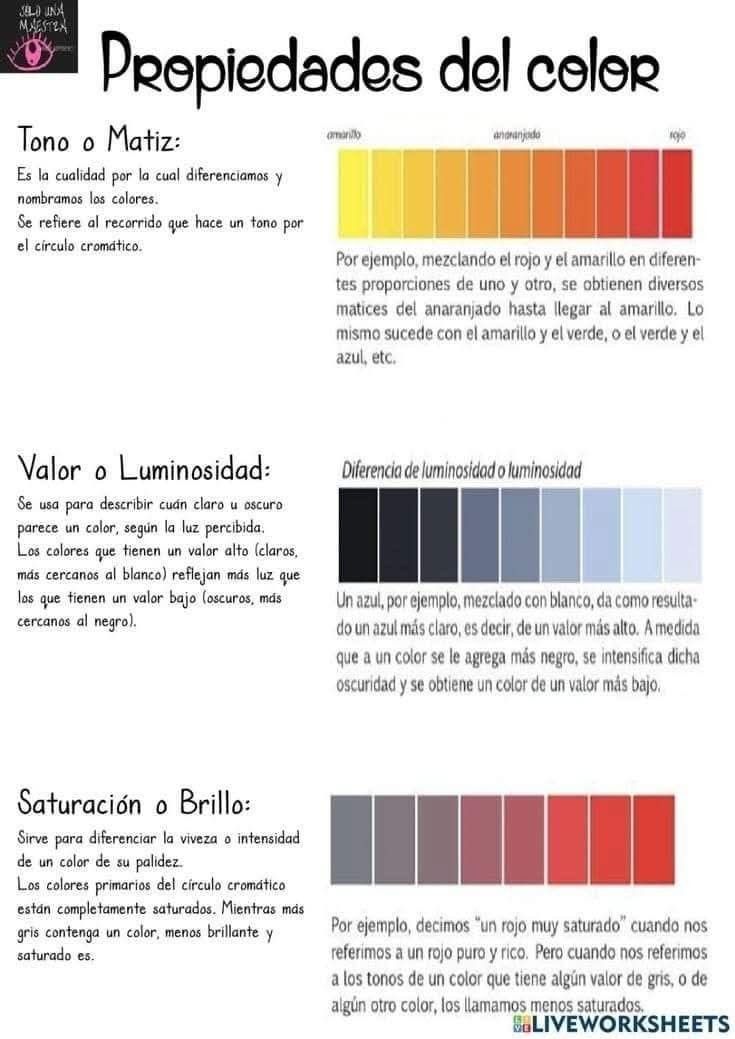 SOLO UNA
MAESTRA
Propiedades del color
Tono o Matiz:
Es la cualidad por la cual diferenciamos y
nombramos los colores.
Se refiere al recorrido que hace un tono por
el círculo cromático.
amarillo anaranjado rojo
Por ejemplo, mezclando el rojo y el amarillo en diferen-
tes proporciones de uno y otro, se obtienen diversos
matices del anaranjado hasta llegar al amarillo. Lo
mismo sucede con el amarillo y el verde, o el verde y el
azul, etc.
Valor o Luminosidad:
Se usa para describir cuán claro u oscuro
parece un color, según la luz percibida.
Los colores que tienen un valor alto (claros,
más cercanos al blanco) reflejan más luz que
los que tienen un valor bajo (oscuros, más
cercanos al negro).
Diferencia de luminosidad o luminosidad
Un azul, por ejemplo, mezclado con blanco, da como resulta-
do un azul más claro, es decir, de un valor más alto. A medida
que a un color se le agrega más negro, se intensifica dicha
oscuridad y se obtiene un color de un valor más bajo.
Saturación o Brillo:
Sirve para diferenciar la viveza o intensidad
de un color de su palidez.
Los colores primarios del círculo cromático
están completamente saturados. Mientras más
gris contenga un color, menos brillante y
saturado es.
Por ejemplo, decimos "un rojo muy saturado" cuando nos
referimos a un rojo puro y rico. Pero cuando nos referimos
a los tonos de un color que tiene algún valor de gris, o de
algún otro color, los llamamos menos saturados.
LIVEWORKSHEETS